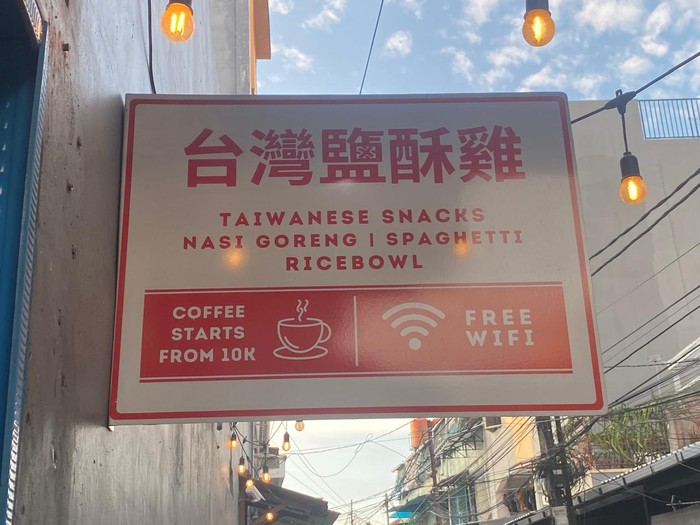 台灣鹽酥雞
TAIWANESE SNACKS
NASI GORENG | SPAGHETTI
RICEBOWL
COFFEE
STARTS
FROM 10K
FREE
WIFI